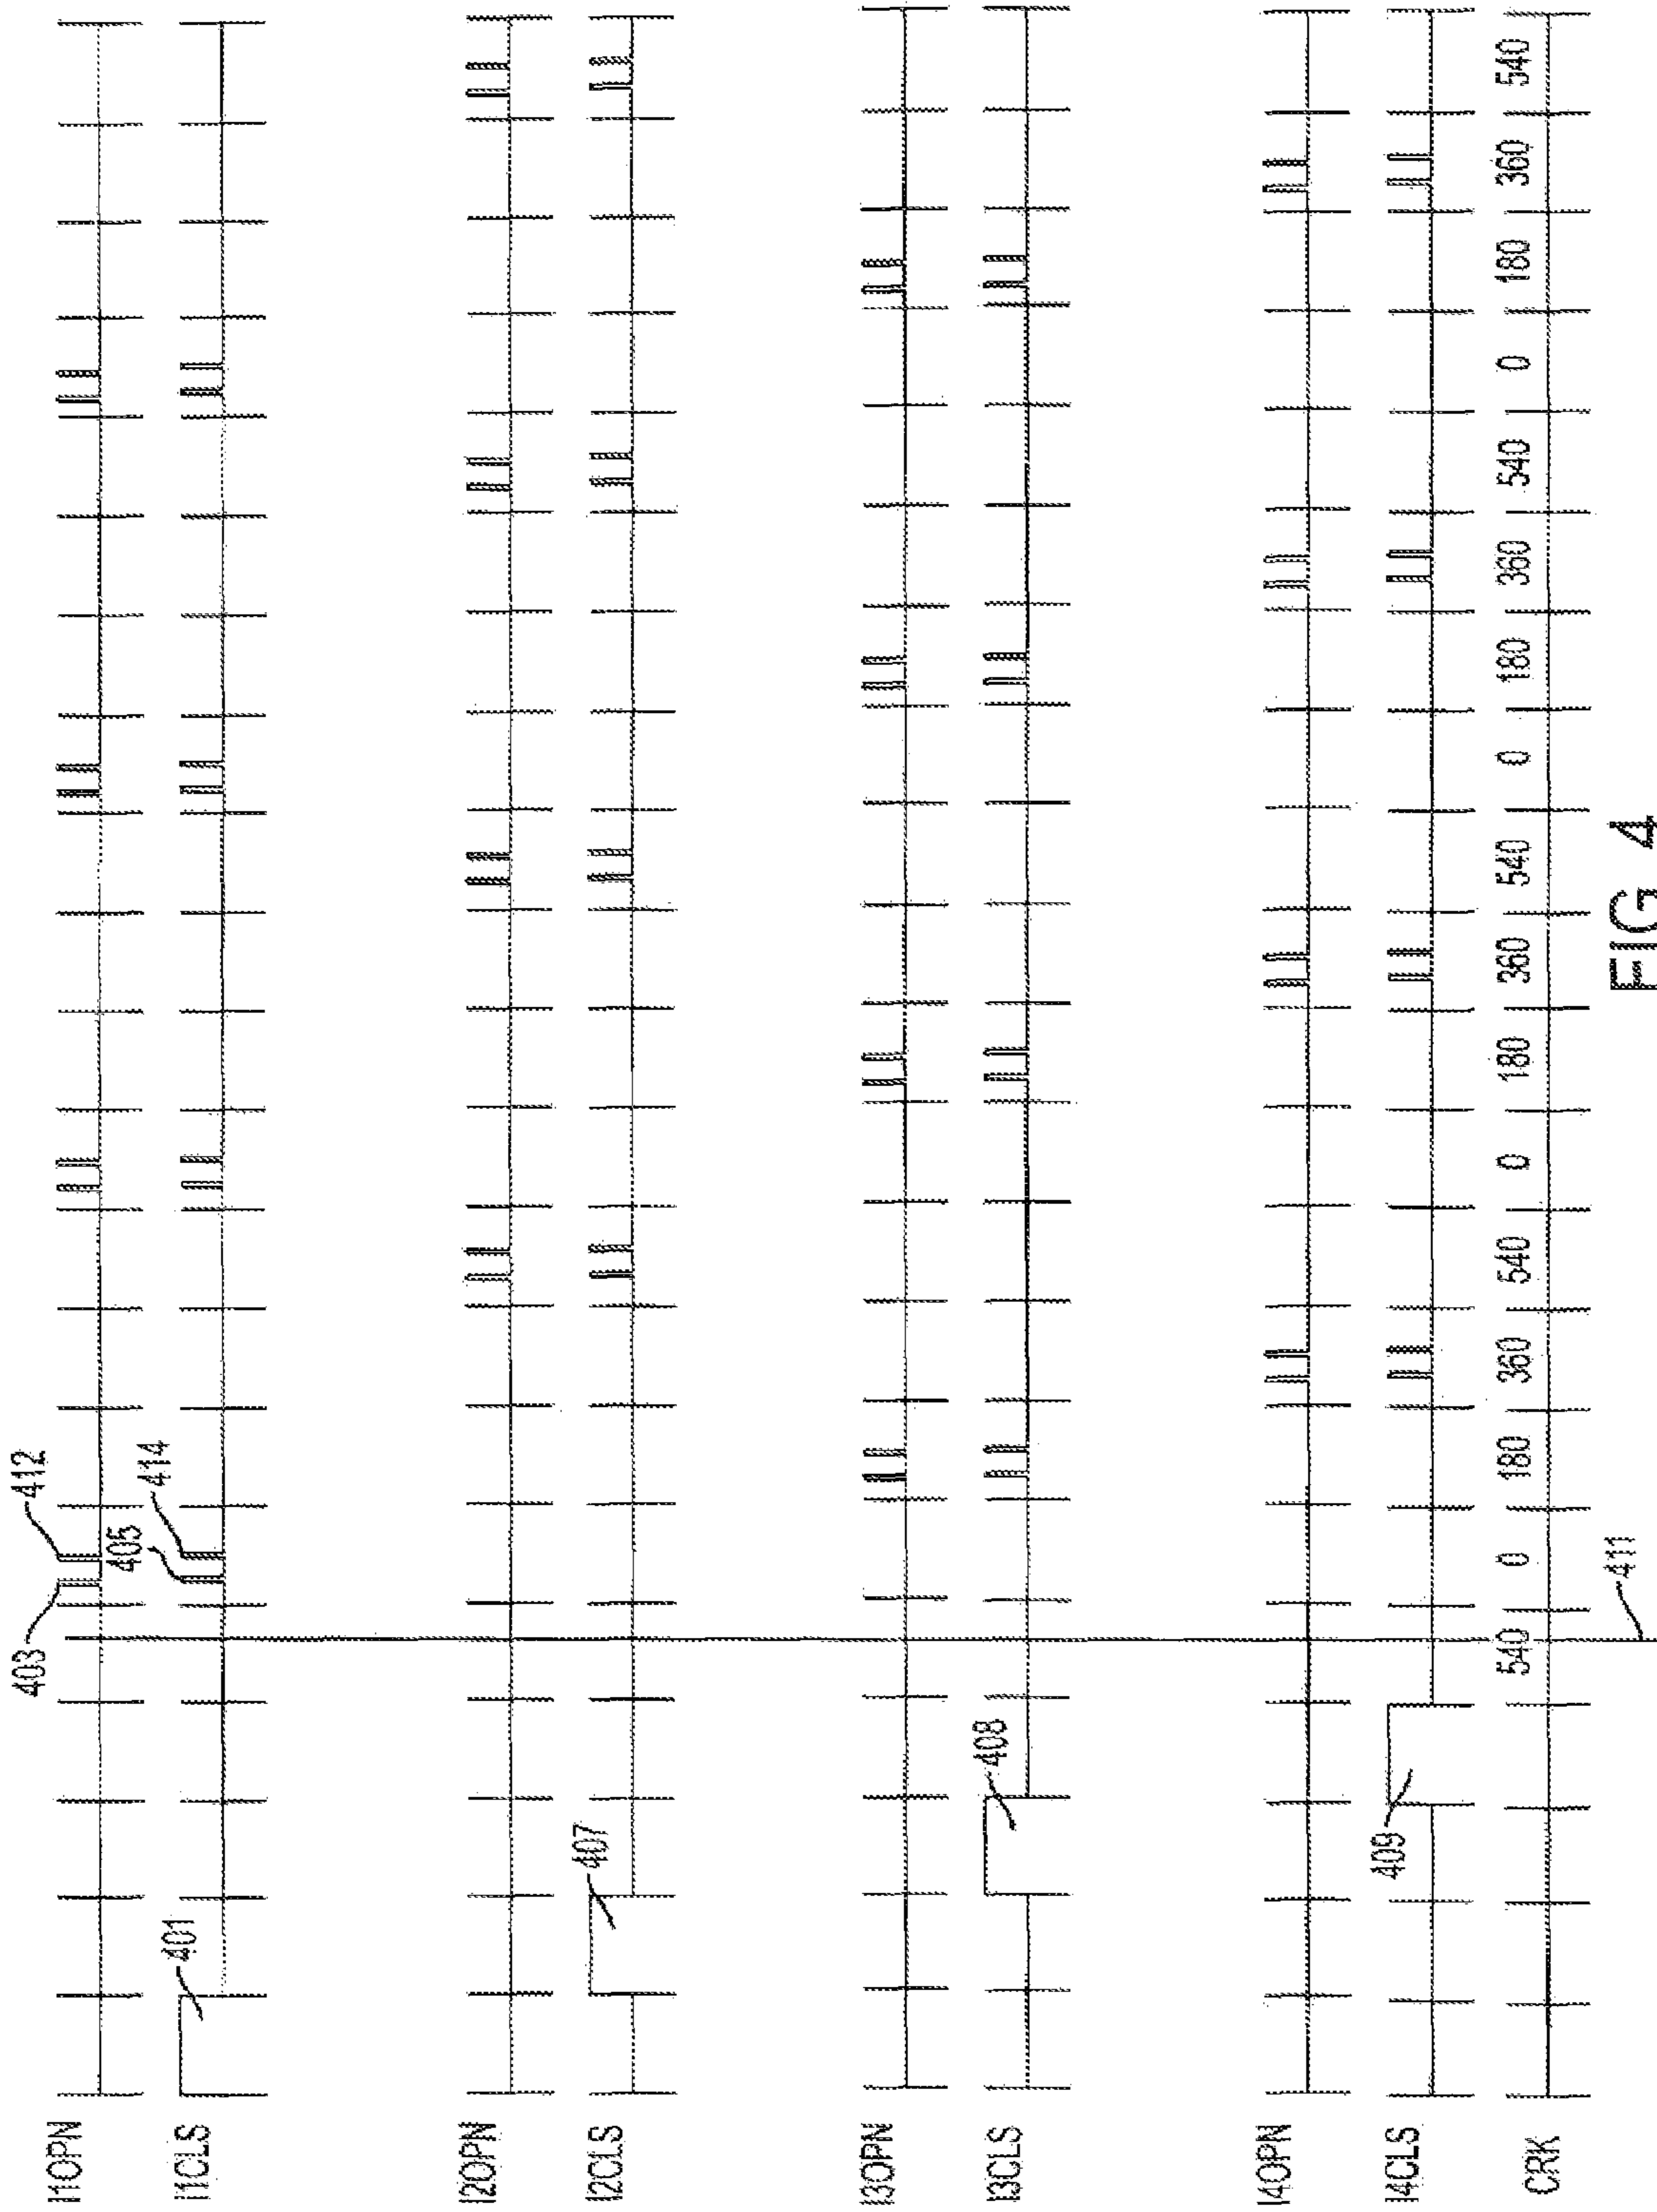 403
412
I1OPN
405
414
401
I1CLS
I2OPN
407
I2CLS
I3OPN
408
I3CLS
I4OPN
409
I4CLS
CRK
540 0 180 360 540 0 180 360 540 0 180 360 540 0 180 360 540
411
FIG 4